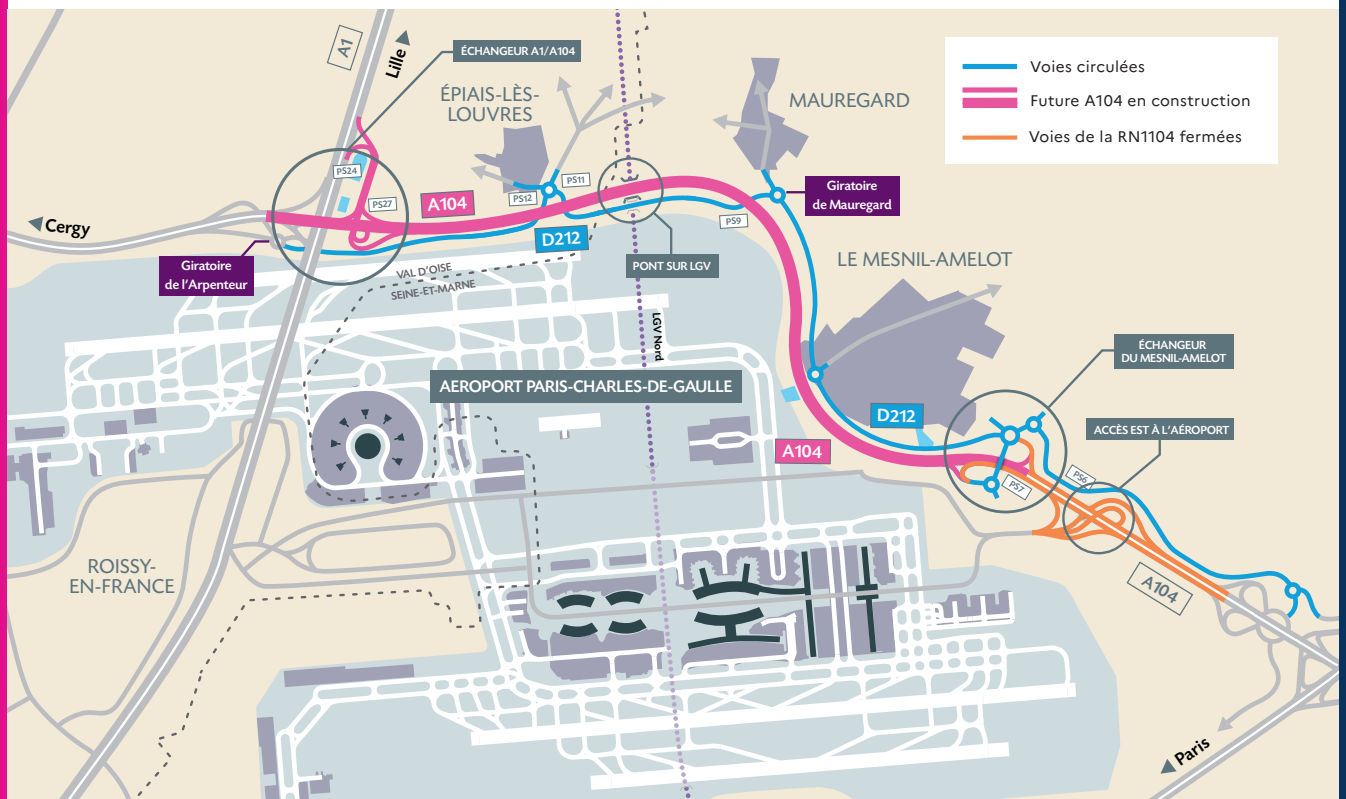 A1
Lille
ÉCHANGEUR A1/A104
ÉPIAIS-LÈS-
LOUVRES
MAUREGARD
Voies circulées
Future A104 en construction
Voies de la RN1104 fermées
PS24
PS27
PS11
PS12
PS9
A104
Giratoire
de Mauregard
Cergy
D212
Giratoire
de l'Arpenteur
VAL D'OISE
SEINE-ET-MARNE
PONT SUR LGV
LE MESNIL-AMELOT
LGV Nord
ÉCHANGEUR
DU MESNIL-AMELOT
AEROPORT PARIS-CHARLES-DE-GAULLE
D212
ACCÈS EST À L'AÉROPORT
A104
PS6
PS7
ROISSY-
EN-FRANCE
A104
Paris